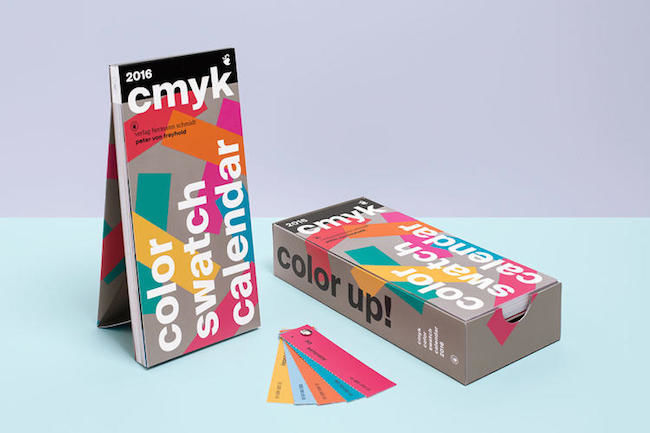 2016
cmyk
verlag hermann schmidt
peter von freyhold
color
swatch
calendar
2016
cmyk
color
swatch
calendar
color up!
cmyk
color
swatch
calendar
2016